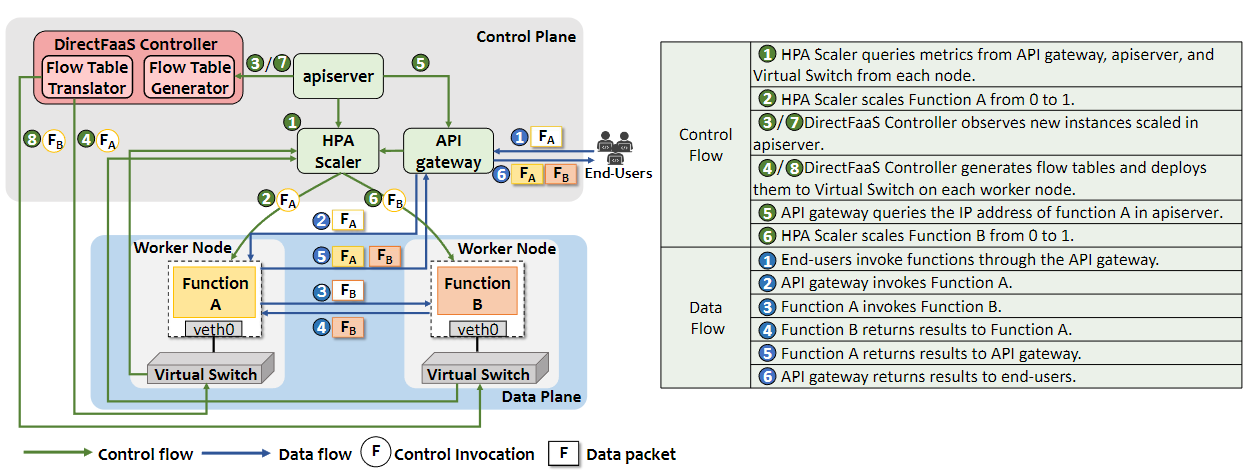 DirectFaaS Controller
Flow Table
Translator
Flow Table
Generator
3/7
apiserver
5
Control Plane
8 FB
4 FA
1
HPA
Scaler
API
gateway
1 FA
6 FA FB
End-Users
2 FA
6 FB
2 FA
5 FA FB
Worker Node
Worker Node
Function
A
3 FB
4 FB
Function
B
veth0
veth0
Virtual Switch
Virtual Switch
Data Plane
Control flow
Data flow
F Control Invocation
F Data packet
Control
Flow
1 HPA Scaler queries metrics from API gateway, apiserver, and
Virtual Switch from each node.
2 HPA Scaler scales Function A from 0 to 1.
3/7DirectFaaS Controller observes new instances scaled in
apiserver.
4/8DirectFaaS Controller generates flow tables and deploys
them to Virtual Switch on each worker node.
5 API gateway queries the IP address of function A in apiserver.
6 HPA Scaler scales Function B from 0 to 1.
Data
Flow
1 End-users invoke functions through the API gateway.
2 API gateway invokes Function A.
3 Function A invokes Function B.
4 Function B returns results to Function A.
5 Function A returns results to API gateway.
6 API gateway returns results to end-users.